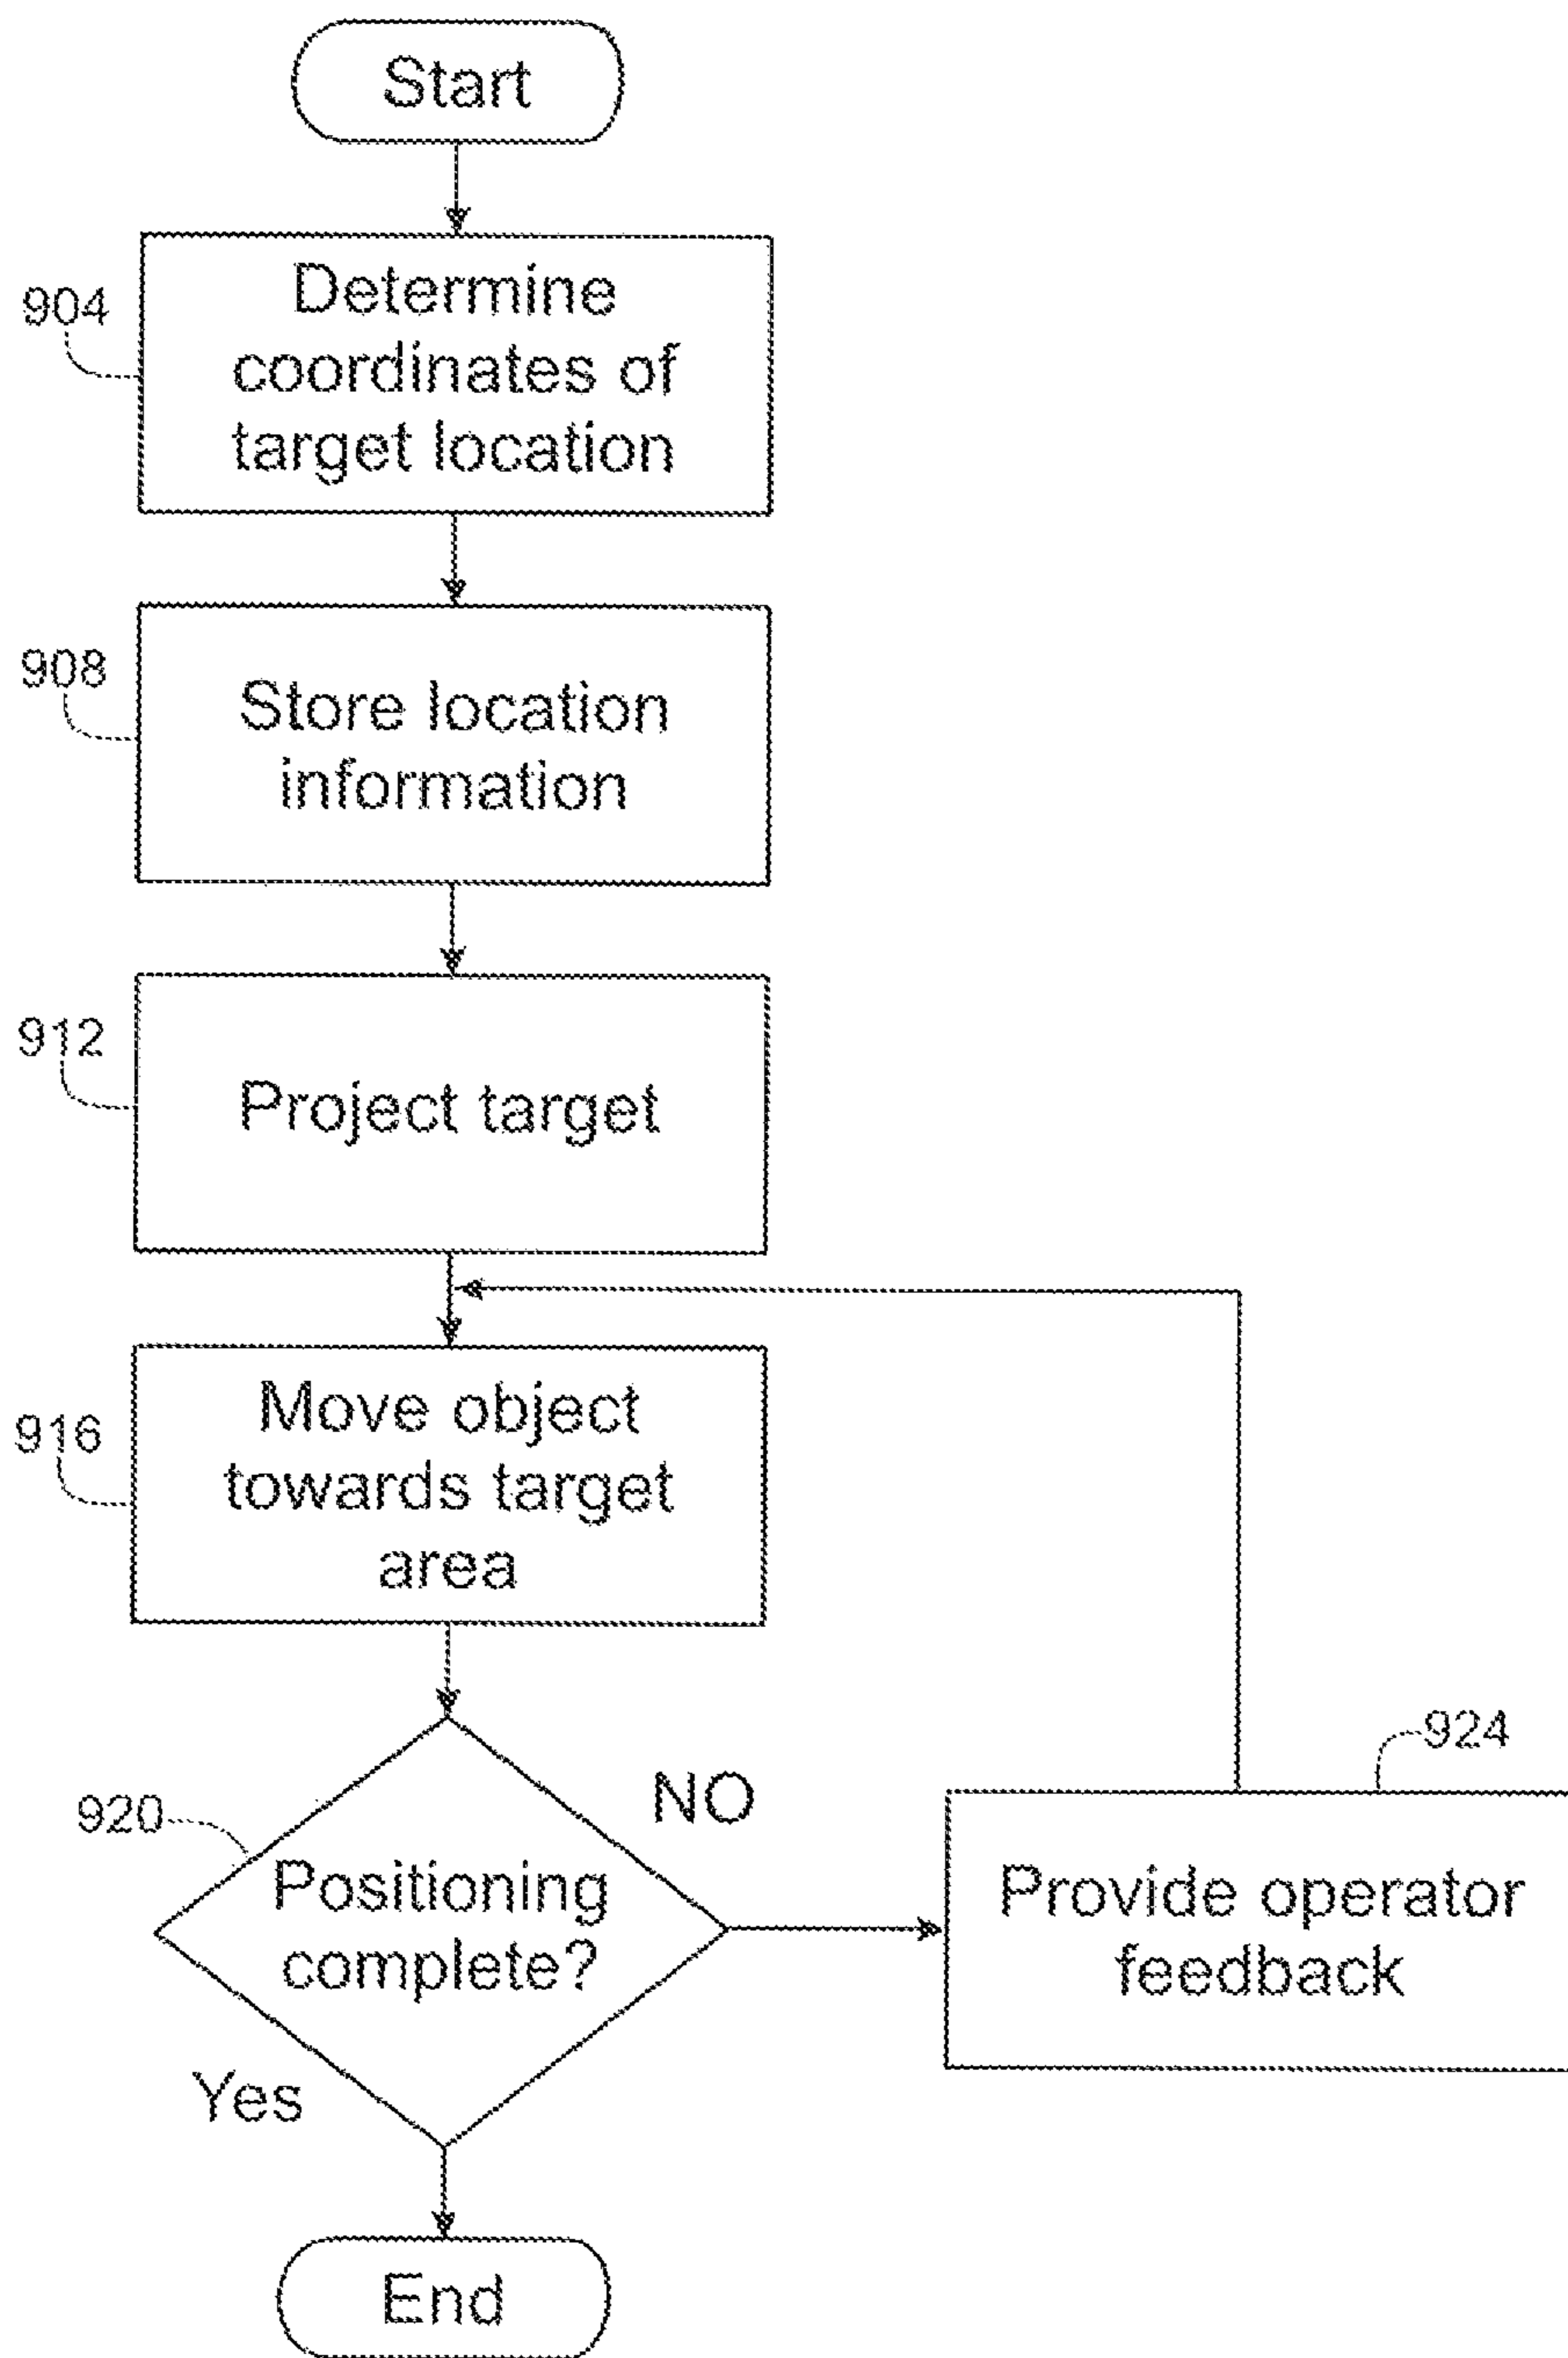 Start
904
Determine
coordinates of
target location
908
Store location
information
912
Project target
916
Move object
towards target
area
920
Positioning
complete?
NO
924
Provide operator
feedback
Yes
End